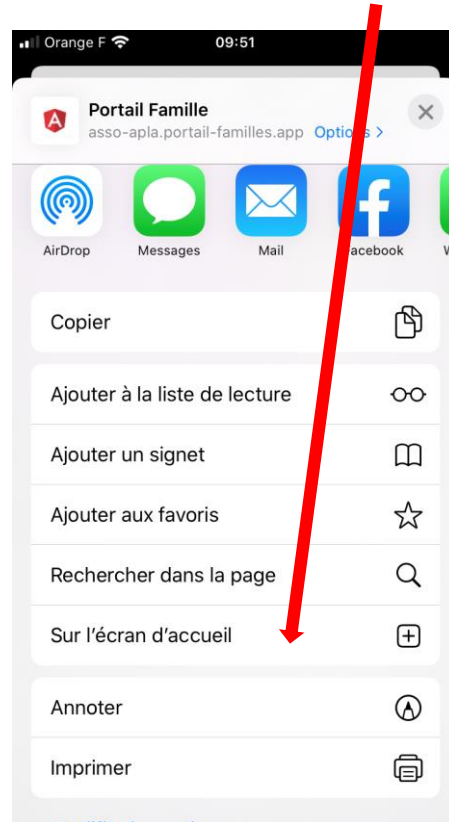 Orange F 09:51
Portail Famille
asso-apla.portail-familles.app Options >
AirDrop Messages Mail Facebook
Copier
Ajouter à la liste de lecture
Ajouter un signet
Ajouter aux favoris
Rechercher dans la page
Sur l'écran d'accueil
Annoter
Imprimer